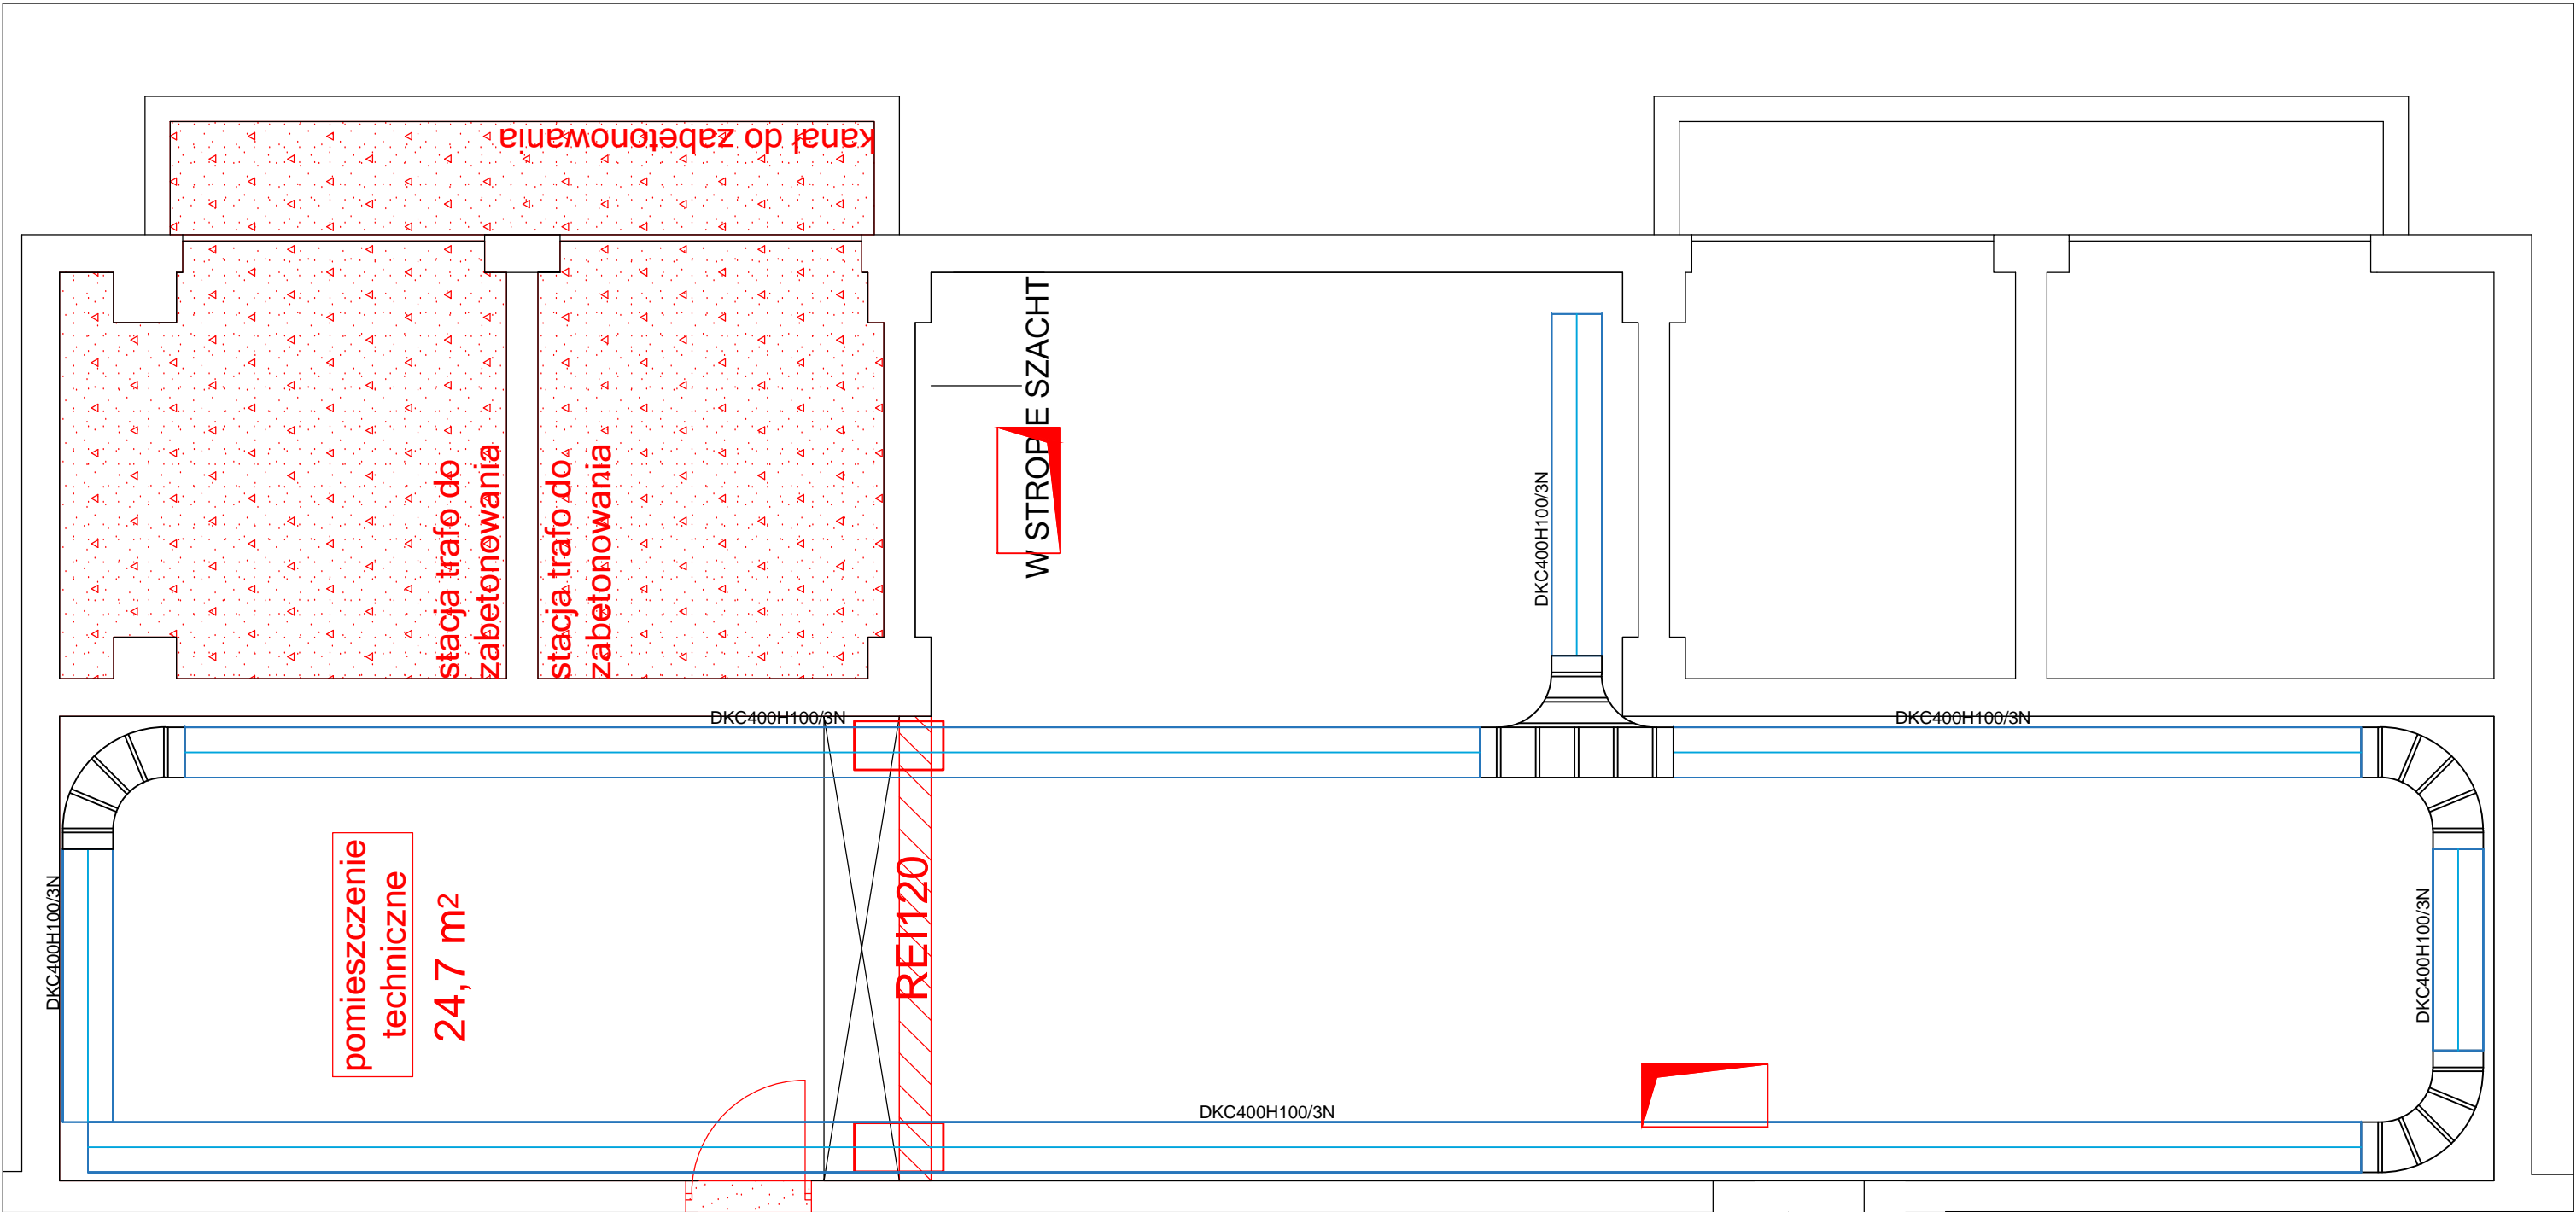 kanał do zabetonowania
W STROPIE SZACHT
stacja trafo do
zabetonowania
stacja trafo do
zabetonowania
DKC400H100/3N
DKC400H100/3N
DKC400H100/3N
pomieszczenie
techniczne
24,7 m²
REI120
DKC400H100/3N
DKC400H100/3N
DKC400H100/3N